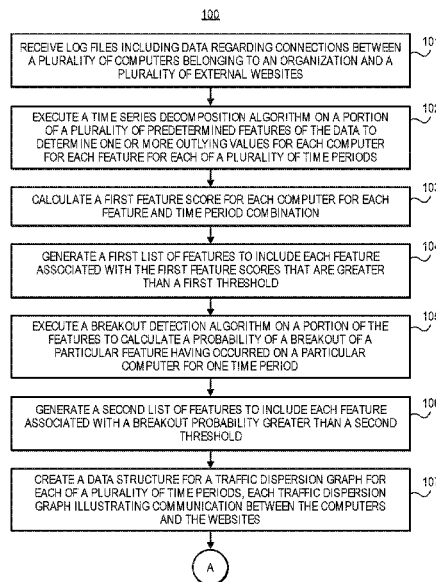 100
RECEIVE LOG FILES INCLUDING DATA REGARDING CONNECTIONS BETWEEN
A PLURALITY OF COMPUTERS BELONGING TO AN ORGANIZATION AND A
PLURALITY OF EXTERNAL WEBSITES
101
EXECUTE A TIME SERIES DECOMPOSITION ALGORITHM ON A PORTION
OF A PLURALITY OF PREDETERMINED FEATURES OF THE DATA TO
DETERMINE ONE OR MORE OUTLYING VALUES FOR EACH COMPUTER
FOR EACH FEATURE FOR EACH OF A PLURALITY OF TIME PERIODS
102
CALCULATE A FIRST FEATURE SCORE FOR EACH COMPUTER FOR EACH
FEATURE AND TIME PERIOD COMBINATION
103
GENERATE A FIRST LIST OF FEATURES TO INCLUDE EACH FEATURE
ASSOCIATED WITH THE FIRST FEATURE SCORES THAT ARE GREATER
THAN A FIRST THRESHOLD
104
EXECUTE A BREAKOUT DETECTION ALGORITHM ON A PORTION OF THE
FEATURES TO CALCULATE A PROBABILITY OF A BREAKOUT OF A
PARTICULAR FEATURE HAVING OCCURRED ON A PARTICULAR
COMPUTER FOR ONE TIME PERIOD
105
GENERATE A SECOND LIST OF FEATURES TO INCLUDE EACH FEATURE
ASSOCIATED WITH A BREAKOUT PROBABILITY GREATER THAN A SECOND
THRESHOLD
106
CREATE A DATA STRUCTURE FOR A TRAFFIC DISPERSION GRAPH FOR
EACH OF A PLURALITY OF TIME PERIODS, EACH TRAFFIC DISPERSION
GRAPH ILLUSTRATING COMMUNICATION BETWEEN THE COMPUTERS
AND THE WEBSITES
107
A